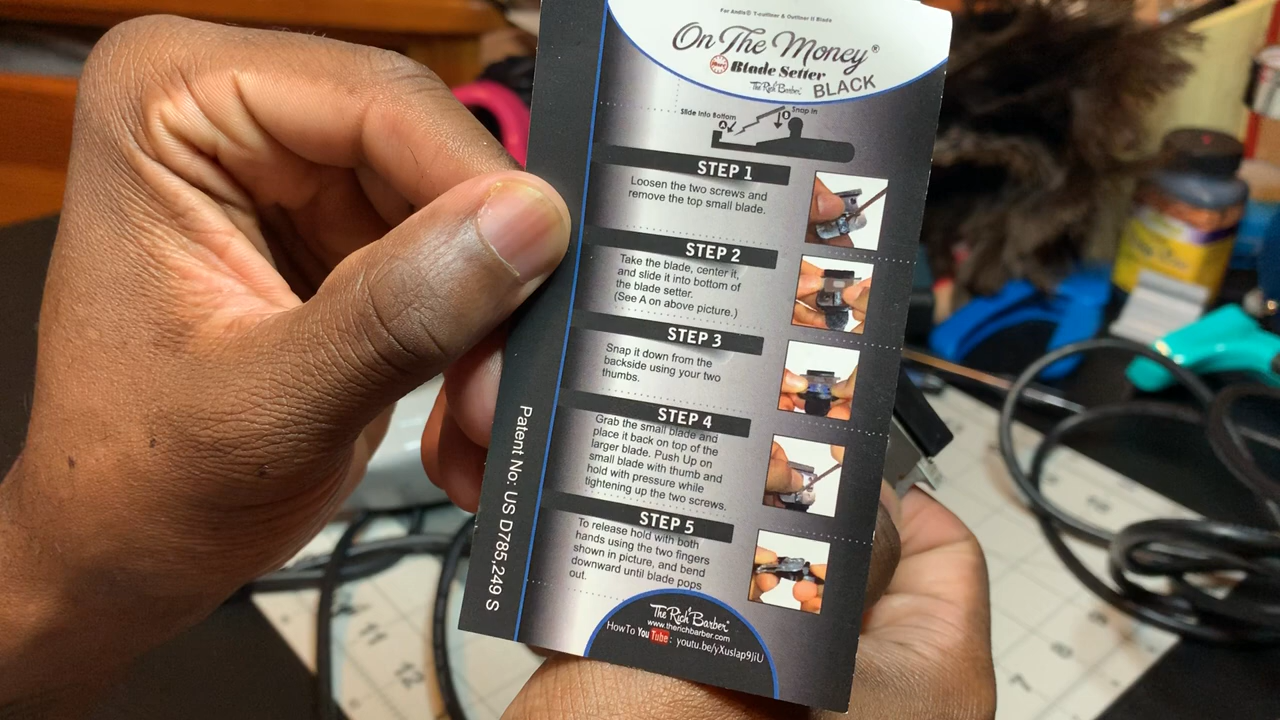 For Andis® T-outliner & Outliner II Blade
On The Money®
Blade Setter
The Rich Barber®
BLACK
Slide Into Bottom
Snap In
A
B
STEP 1
Loosen the two screws and
remove the top small blade.
STEP 2
Take the blade, center it,
and slide it into bottom of
the blade setter.
(See A on above picture.)
STEP 3
Snap it down from the
backside using your two
thumbs.
STEP 4
Grab the small blade and
place it back on top of the
larger blade. Push Up on
small blade with thumb and
hold with pressure while
tightening up the two screws.
STEP 5
To release hold with both
hands using the two fingers
shown in picture, and bend
downward until blade pops
out.
The Rich Barber®
www.therichbarber.com
HowTo YouTube: youtu.be/yXuslap9JiU
Patent No: US D785,249 S
11
12
8
7